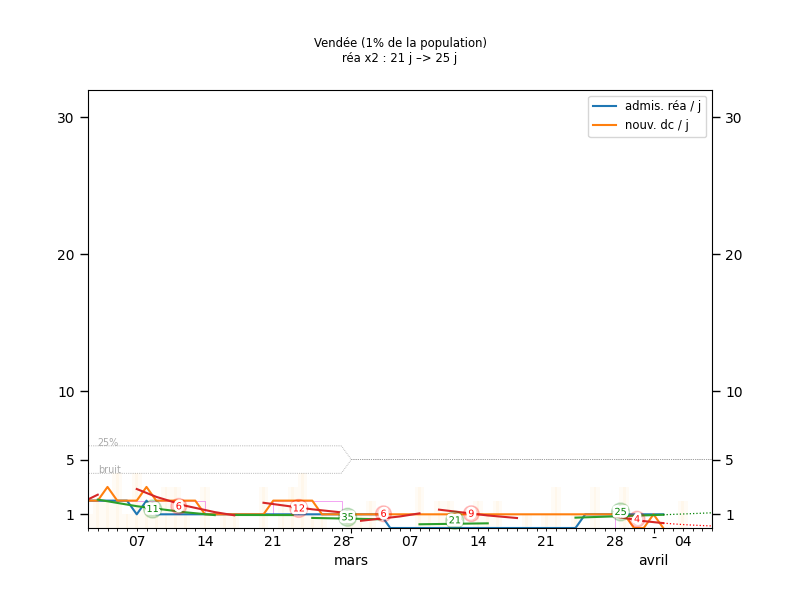 Vendée (1% de la population)
réa x2 : 21 j –> 25 j
admis. réa / j
nouv. dc / j
30 30
20 20
10 10
25%
5 5
bruit
11 6 12 35 6 21 9 25 4
1 1
07 14 21 28 07 14 21 28 - 04
mars avril